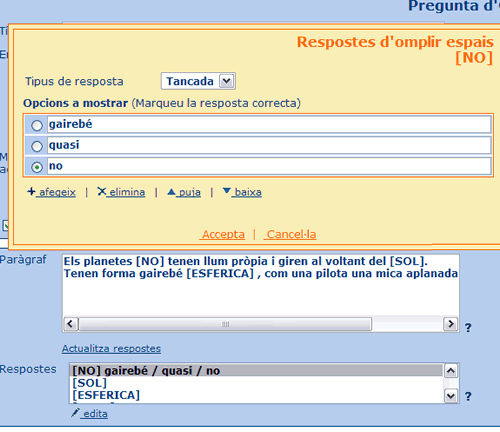 Pregunta d'
Respostes d'omplir espais
[NO]
Tipus de resposta Tancada
Opcions a mostrar (Marqueu la resposta correcta)
gairebé
quasi
no
afegeix | elimina | puja | baixa
Accepta | Cancel·la
Paràgraf
Els planetes [NO] tenen llum pròpia i giren al voltant del [SOL].
Tenen forma gairebé [ESFERICA] , com una pilota una mica aplanada
?
Actualitza respostes
Respostes
[NO] gairebé / quasi / no
[SOL]
[ESFERICA]
?
edita